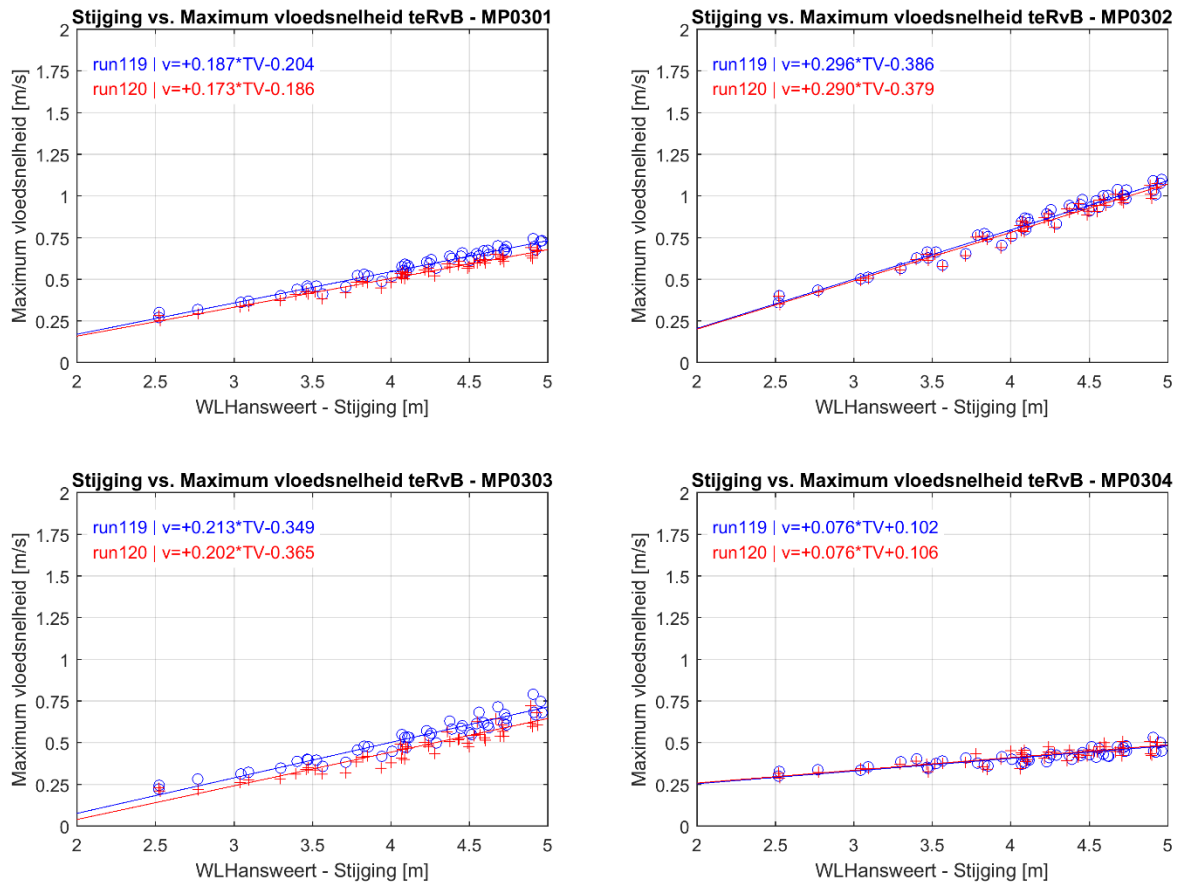 Stijging vs. Maximum vloedsnelheid teRvB - MP0301
2
1.75
1.5
1.25
1
0.75
0.5
0.25
0
Maximum vloedsnelheid [m/s]
run119 | v=+0.187*TV-0.204
run120 | v=+0.173*TV-0.186
2 2.5 3 3.5 4 4.5 5
WLHansweert - Stijging [m]
Stijging vs. Maximum vloedsnelheid teRvB - MP0302
2
1.75
1.5
1.25
1
0.75
0.5
0.25
0
Maximum vloedsnelheid [m/s]
run119 | v=+0.296*TV-0.386
run120 | v=+0.290*TV-0.379
2 2.5 3 3.5 4 4.5 5
WLHansweert - Stijging [m]
Stijging vs. Maximum vloedsnelheid teRvB - MP0303
2
1.75
1.5
1.25
1
0.75
0.5
0.25
0
Maximum vloedsnelheid [m/s]
run119 | v=+0.213*TV-0.349
run120 | v=+0.202*TV-0.365
2 2.5 3 3.5 4 4.5 5
WLHansweert - Stijging [m]
Stijging vs. Maximum vloedsnelheid teRvB - MP0304
2
1.75
1.5
1.25
1
0.75
0.5
0.25
0
Maximum vloedsnelheid [m/s]
run119 | v=+0.076*TV+0.102
run120 | v=+0.076*TV+0.106
2 2.5 3 3.5 4 4.5 5
WLHansweert - Stijging [m]